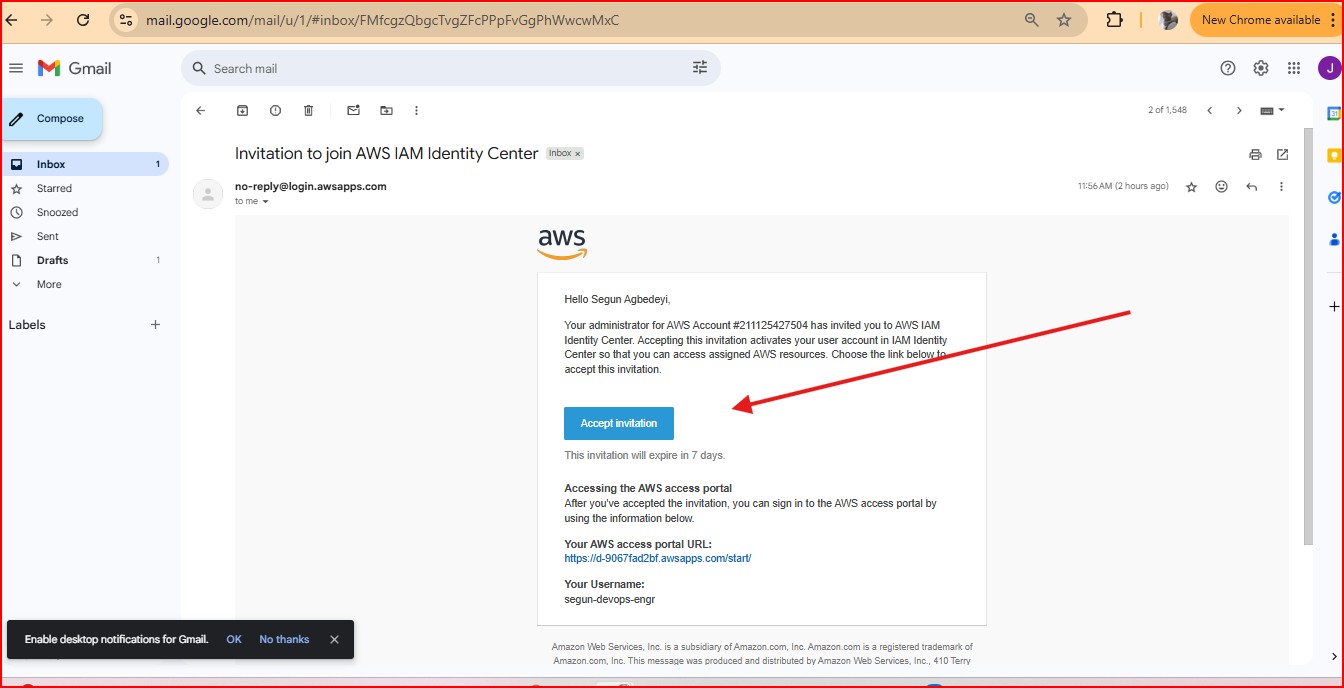 mail.google.com/mail/u/1/#inbox/FMfcgzQbgcTvgZFcPPpFvGgPhWwcwMxC
New Chrome available
Gmail
Search mail
J
Compose
2 of 1,548
Invitation to join AWS IAM Identity Center
Inbox x
Inbox 1
Starred
Snoozed
Sent
Drafts 1
More
Labels
no-reply@login.awsapps.com
to me
11:56 AM (2 hours ago)
aws
Hello Segun Agbedeyi,
Your administrator for AWS Account #211125427504 has invited you to AWS IAM
Identity Center. Accepting this invitation activates your user account in IAM Identity
Center so that you can access assigned AWS resources. Choose the link below to
accept this invitation.
Accept invitation
This invitation will expire in 7 days.
Accessing the AWS access portal
After you've accepted the invitation, you can sign in to the AWS access portal by
using the information below.
Your AWS access portal URL:
https://d-9067fad2bf.awsapps.com/start/
Your Username:
segun-devops-engr
Enable desktop notifications for Gmail. OK No thanks
Amazon Web Services, Inc. is a subsidiary of Amazon.com, Inc. Amazon.com is a registered trademark of
Amazon.com, Inc. This message was produced and distributed by Amazon Web Services, Inc., 410 Terry